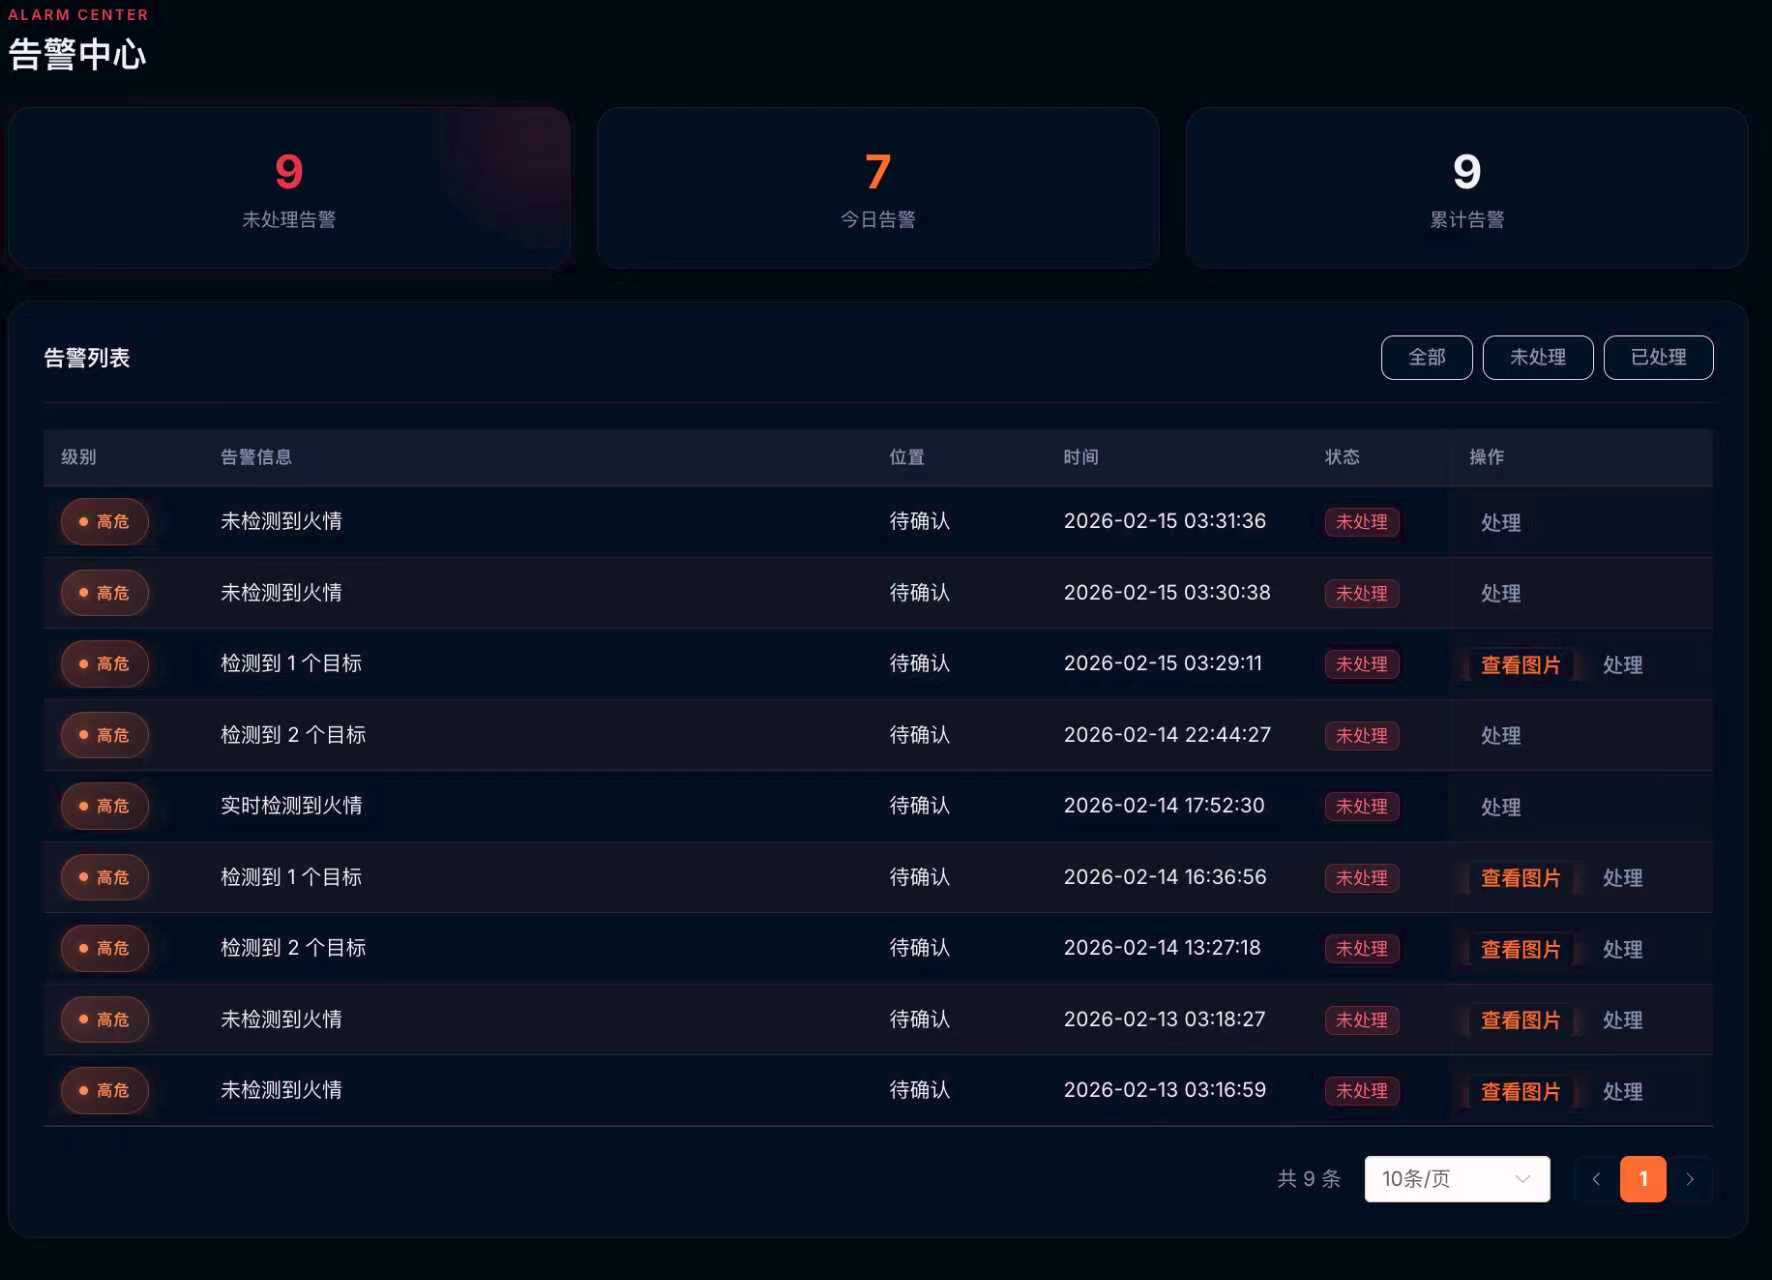 ALARM CENTER
告警中心
9 7 9
未处理告警 今日告警 累计告警
告警列表 全部 未处理 已处理
级别 告警信息 位置 时间 状态 操作
高危 未检测到火情 待确认 2026-02-15 03:31:36 未处理 处理
高危 未检测到火情 待确认 2026-02-15 03:30:38 未处理 处理
高危 检测到 1 个目标 待确认 2026-02-15 03:29:11 未处理 查看图片 处理
高危 检测到 2 个目标 待确认 2026-02-14 22:44:27 未处理 处理
高危 实时检测到火情 待确认 2026-02-14 17:52:30 未处理 处理
高危 检测到 1 个目标 待确认 2026-02-14 16:36:56 未处理 查看图片 处理
高危 检测到 2 个目标 待确认 2026-02-14 13:27:18 未处理 查看图片 处理
高危 未检测到火情 待确认 2026-02-13 03:18:27 未处理 查看图片 处理
高危 未检测到火情 待确认 2026-02-13 03:16:59 未处理 查看图片 处理
共 9 条 10条/页 1